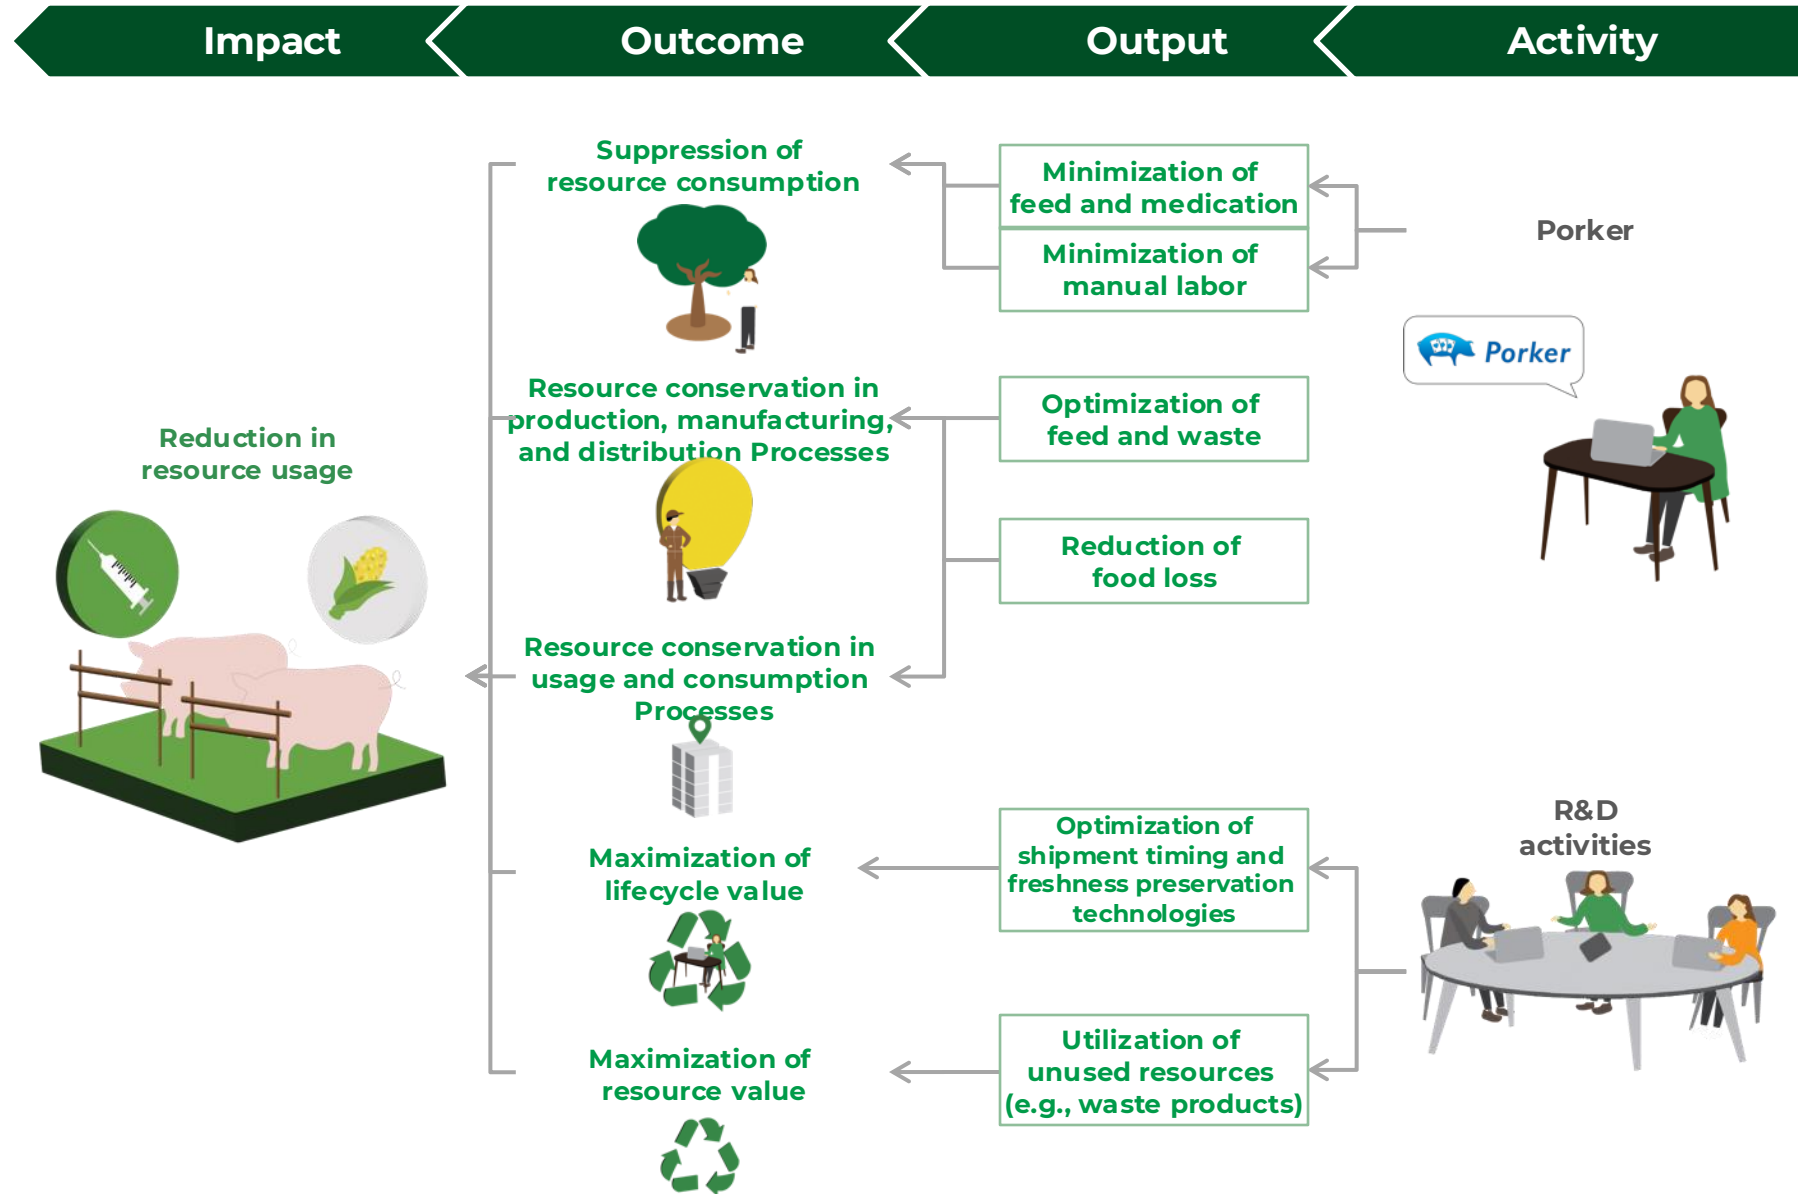 Impact
Outcome
Output
Activity
Suppression of
resource consumption
Minimization of
feed and medication
Minimization of
manual labor
Porker
Porker
Resource conservation in
production, manufacturing,
and distribution Processes
Optimization of
feed and waste
Reduction in
resource usage
Reduction of
food loss
Resource conservation in
usage and consumption
Processes
R&D
activities
Optimization of
shipment timing and
freshness preservation
technologies
Maximization of
lifecycle value
Utilization of
unused resources
(e.g., waste products)
Maximization of
resource value